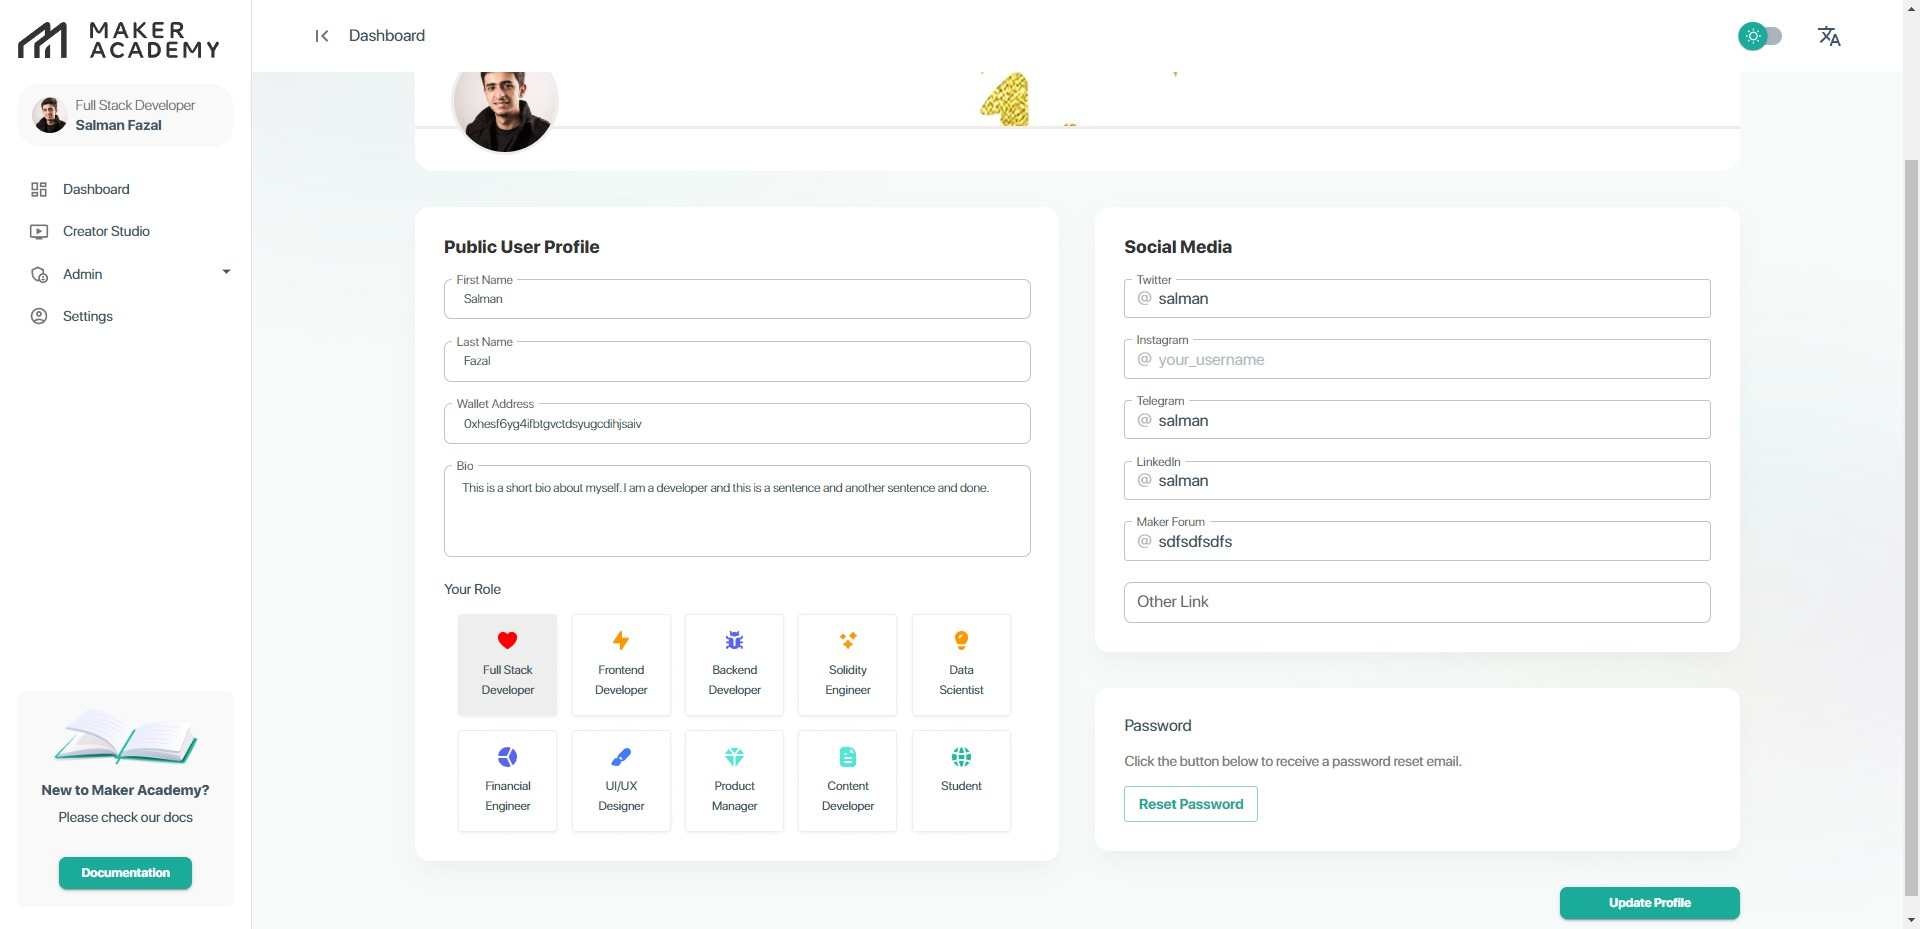 MAKER
ACADEMY
Full Stack Developer
Salman Fazal
Dashboard
Creator Studio
Admin
Settings
New to Maker Academy?
Please check our docs
Documentation
Dashboard
Public User Profile
First Name
Salman
Last Name
Fazal
Wallet Address
0xhesf6yg4ifbtgvctdsyugcdihjsaiv
Bio
This is a short bio about myself. I am a developer and this is a sentence and another sentence and done.
Your Role
Full Stack
Developer
Frontend
Developer
Backend
Developer
Solidity
Engineer
Data
Scientist
Financial
Engineer
UI/UX
Designer
Product
Manager
Content
Developer
Student
Social Media
Twitter
@ salman
Instagram
@ your_username
Telegram
@ salman
LinkedIn
@ salman
Maker Forum
@ sdfsdfsdfs
Other Link
Password
Click the button below to receive a password reset email.
Reset Password
Update Profile